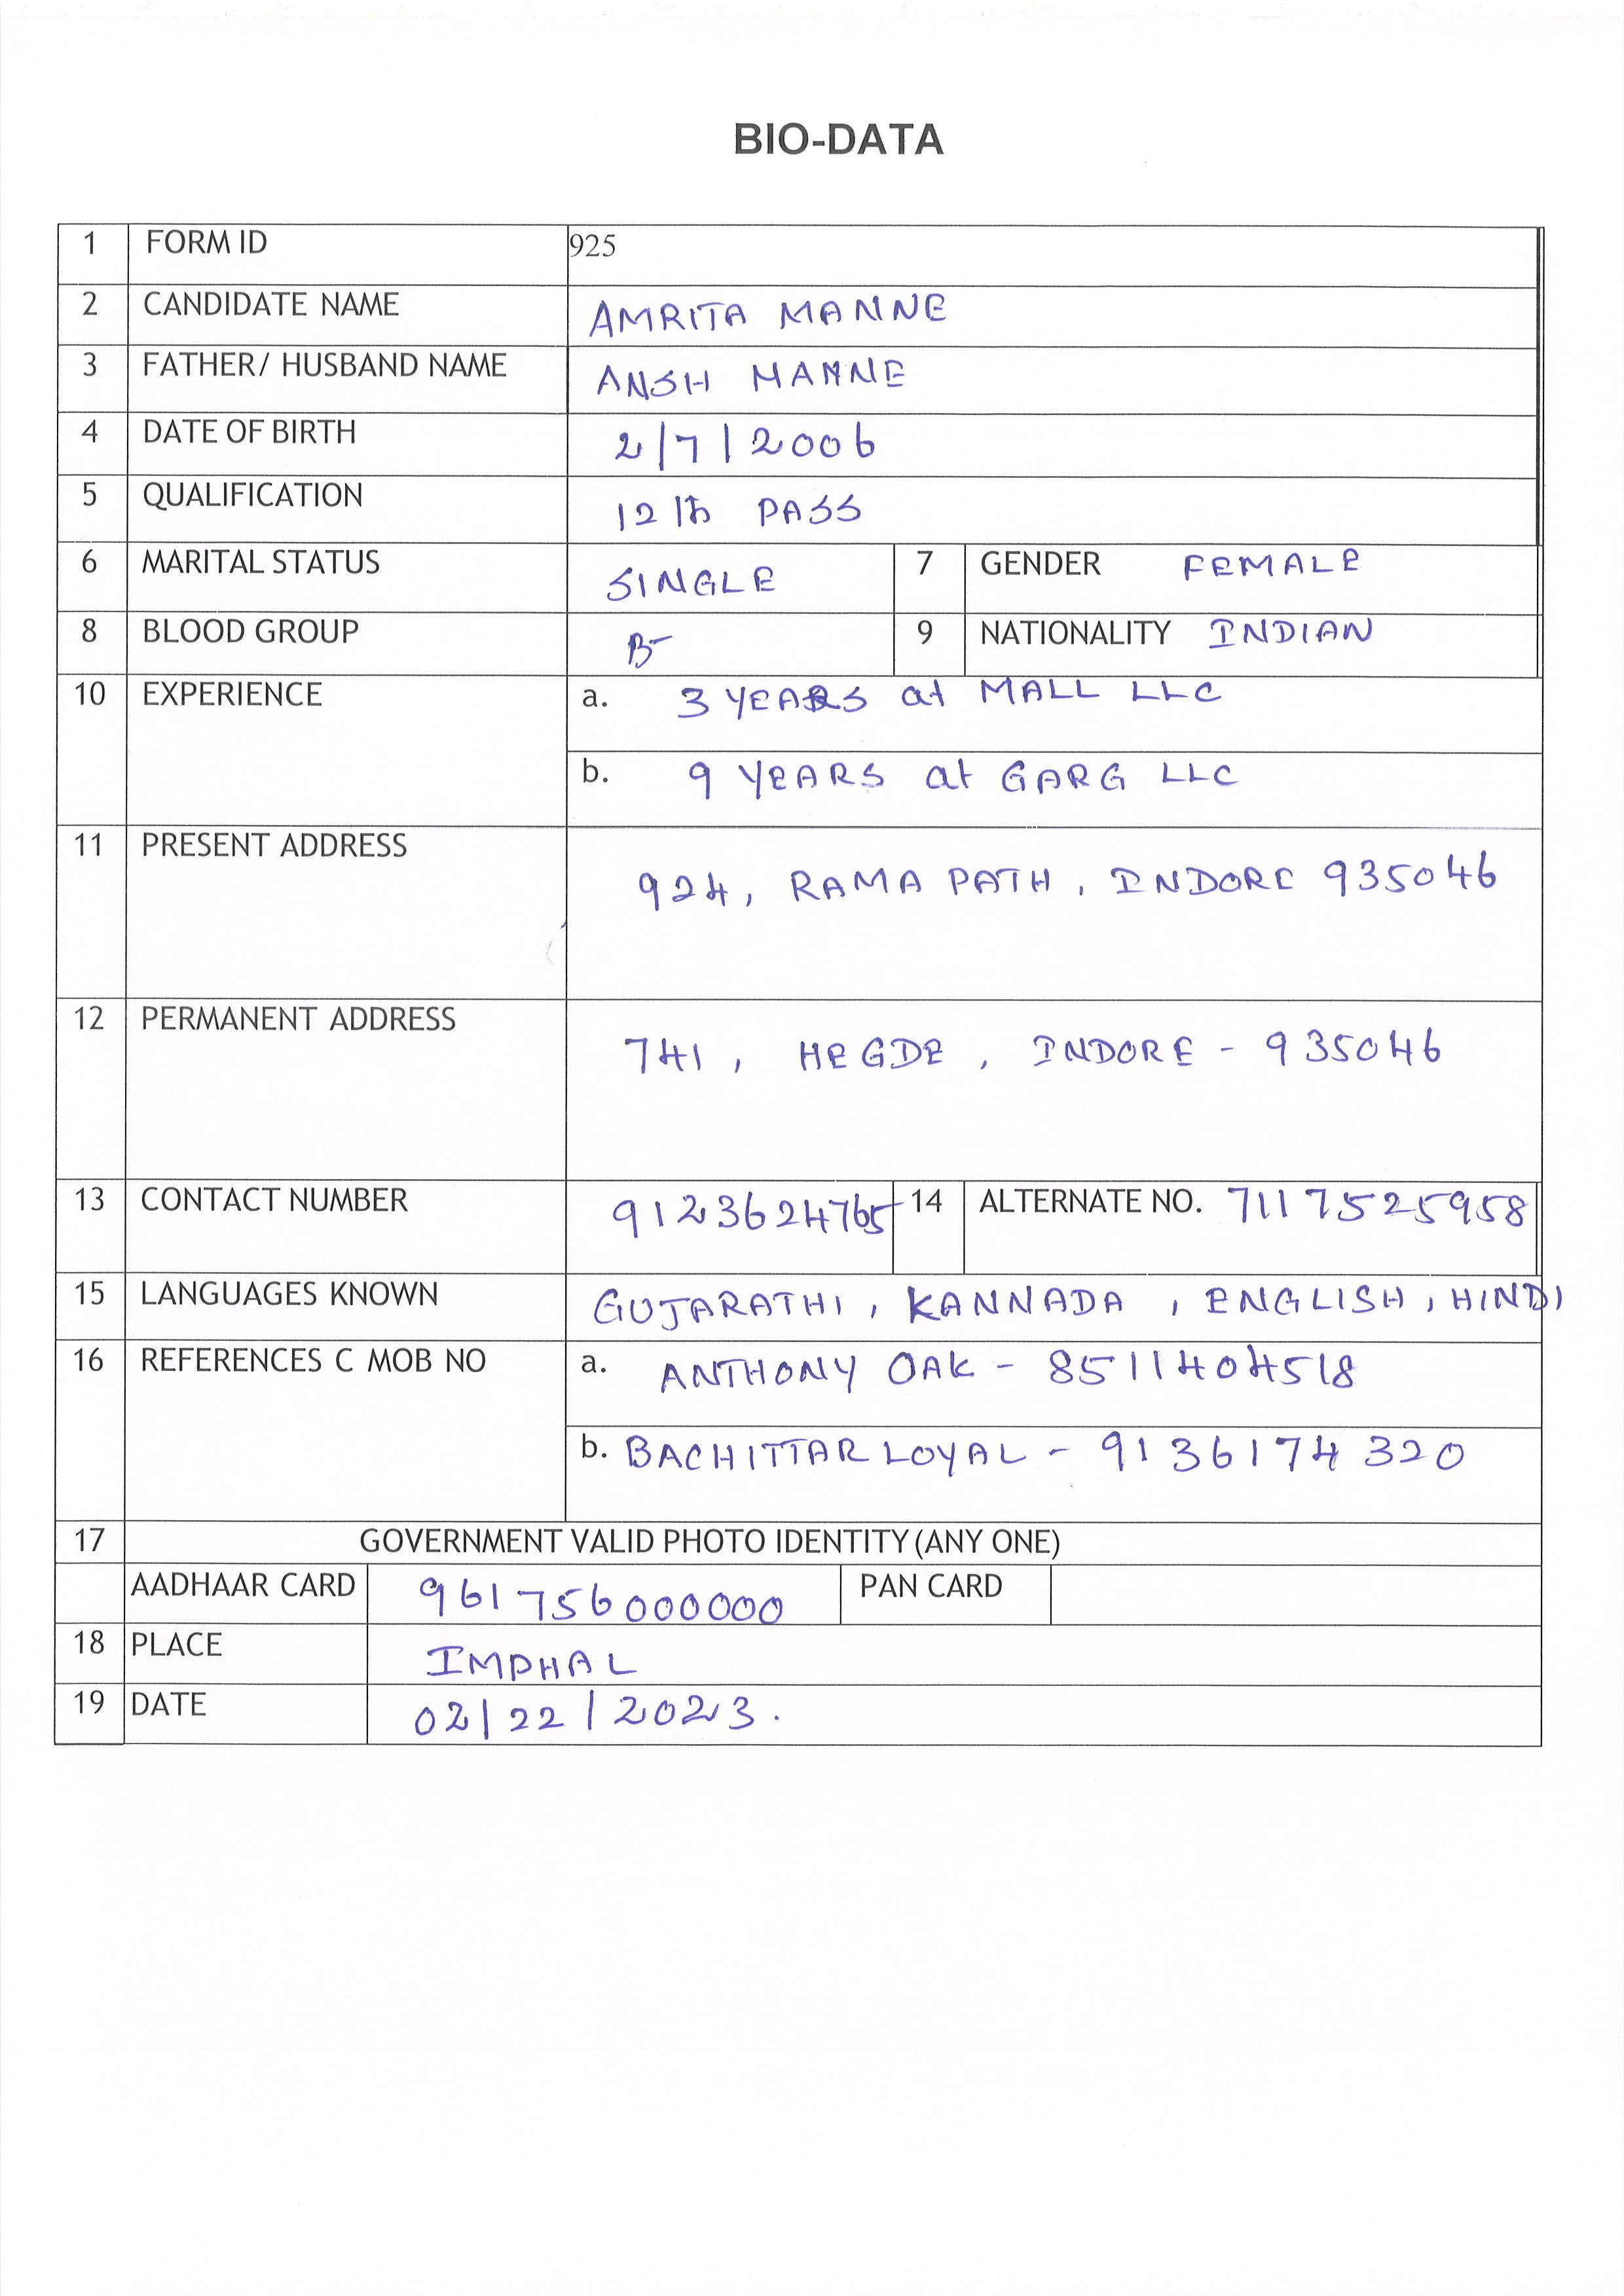 BIO-DATA
1 FORM ID 925
2 CANDIDATE NAME AMRITA MANNE
3 FATHER/ HUSBAND NAME ANSH MANNE
4 DATE OF BIRTH 2/7/2006
5 QUALIFICATION 12 th PASS
6 MARITAL STATUS SINGLE 7 GENDER FEMALE
8 BLOOD GROUP B- 9 NATIONALITY INDIAN
10 EXPERIENCE a. 3 YEARS at MALL LLC
b. 9 YEARS at GARG LLC
11 PRESENT ADDRESS 924, RAMA PATH, INDORE 935046
12 PERMANENT ADDRESS 741, HEGDE, INDORE - 935046
13 CONTACT NUMBER 9123624765 14 ALTERNATE NO. 7117525958
15 LANGUAGES KNOWN GUJARATHI, KANNADA, ENGLISH, HINDI
16 REFERENCES C MOB NO a. ANTHONY OAK - 8511404518
b. BACHITTAR LOYAL - 9136174320
17 GOVERNMENT VALID PHOTO IDENTITY (ANY ONE)
AADHAAR CARD 961756000000 PAN CARD
18 PLACE IMPHAL
19 DATE 02/22/2023.